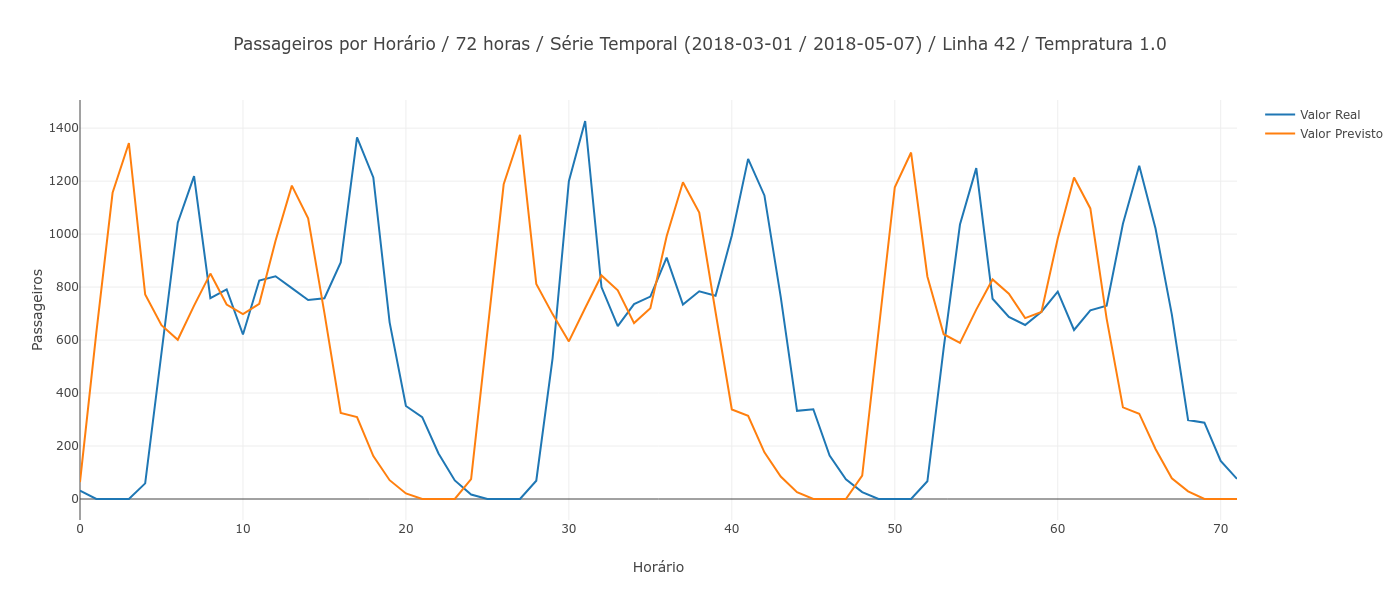 Passageiros por Horário / 72 horas / Série Temporal (2018-03-01 / 2018-05-07) / Linha 42 / Tempratura 1.0
Valor Real
Valor Previsto
Passageiros
1400
1200
1000
800
600
400
200
0
0 10 20 30 40 50 60 70
Horário